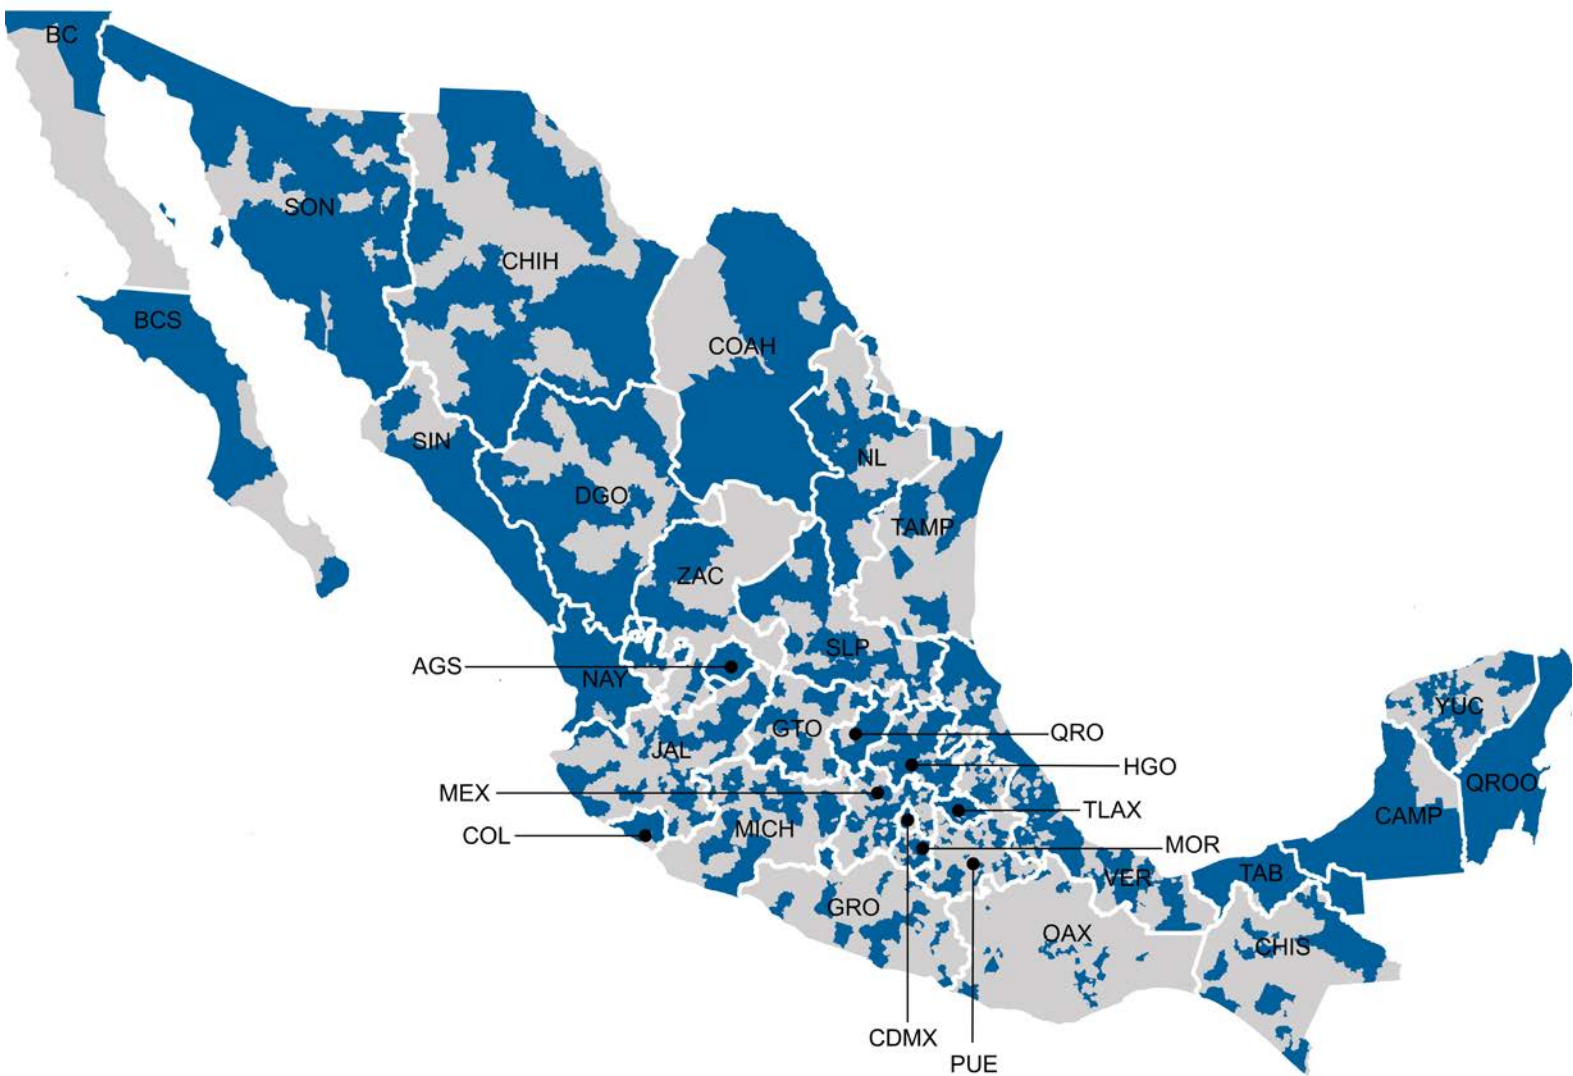 BC
SON
CHIH
BCS
COAH
SIN
NL
DGO
TAMP
ZAC
SLP
AGS
NAY
YUC
GTO
QRO
JAL
HGO
QROO
MEX
TLAX
CAMP
MICH
COL
MOR
VER
TAB
GRO
OAX
CHIS
CDMX
PUE